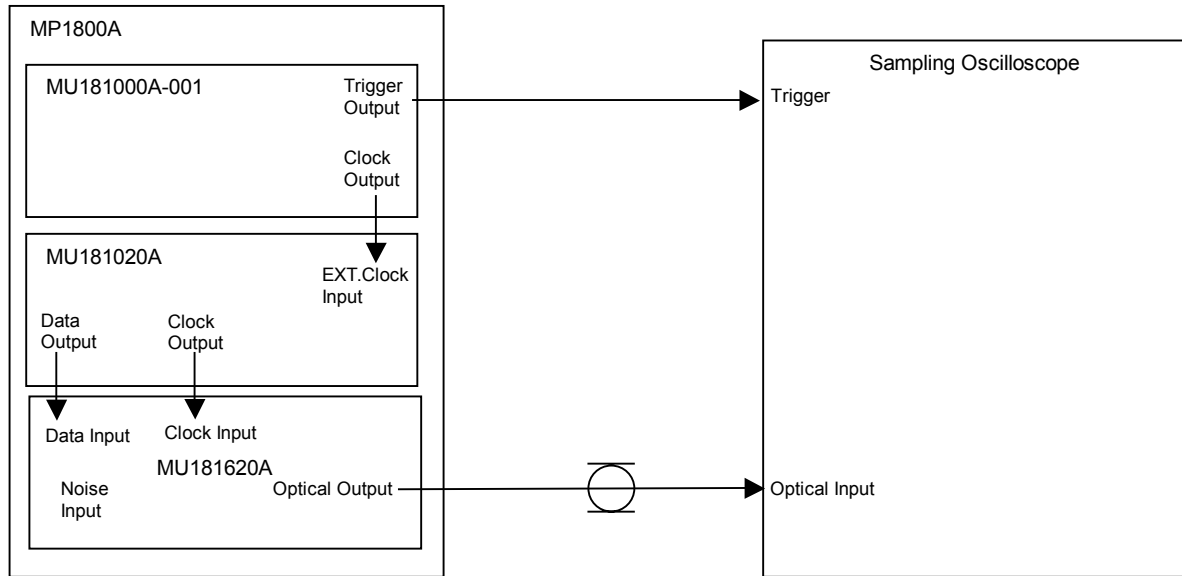 MP1800A
Sampling Oscilloscope
MU181000A-001
Trigger
Output
Trigger
Clock
Output
MU181020A
EXT.Clock
Input
Data
Output
Clock
Output
Data Input
Clock Input
MU181620A
Noise
Input
Optical Output
Optical Input